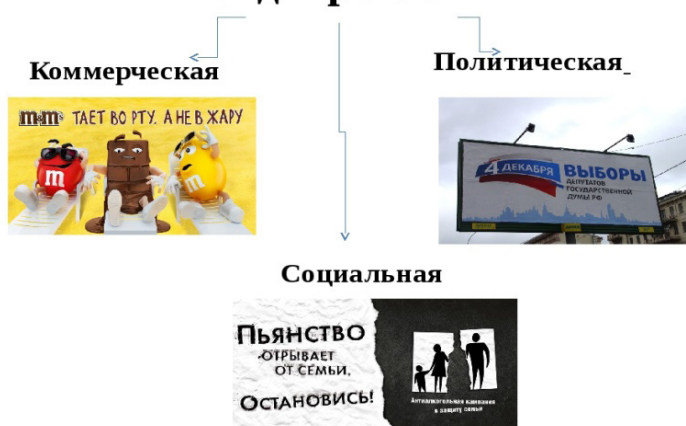 Коммерческая
Политическая
m&m's ТАЕТ ВО РТУ, А НЕ В ЖАРУ
m
m
4 ДЕКАБРЯ ВЫБОРЫ
ДЕПУТАТОВ
ГОСУДАРСТВЕННОЙ
ДУМЫ РФ
Социальная
ПЬЯНСТВО
ОТРЫВАЕТ
ОТ СЕМЬИ.
ОСТАНОВИСЬ!
Антиалкогольная кампания
в защиту семьи